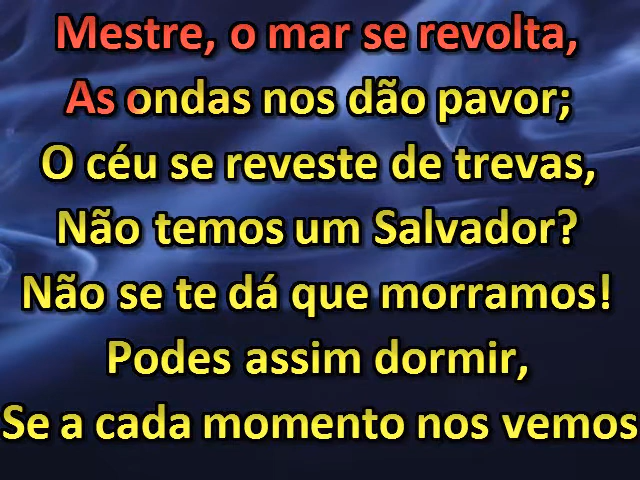 Mestre, o mar se revolta,
As ondas nos dão pavor;
O céu se reveste de trevas,
Não temos um Salvador?
Não se te dá que morramos!
Podes assim dormir,
Se a cada momento nos vemos